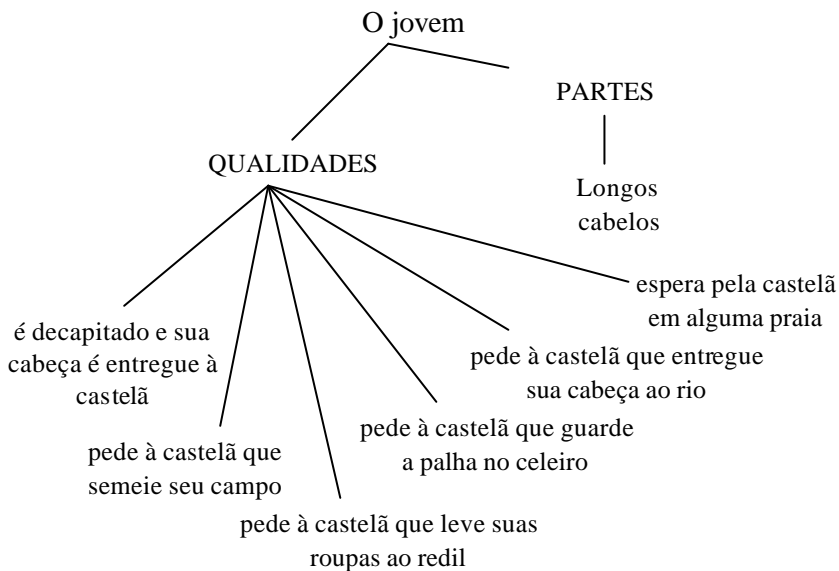 O jovem
PARTES
QUALIDADES
Longos
cabelos
espera pela castelã
em alguma praia
é decapitado e sua
cabeça é entregue à
castelã
pede à castelã que entregue
sua cabeça ao rio
pede à castelã que guarde
a palha no celeiro
pede à castelã que
semeie seu campo
pede à castelã que leve suas
roupas ao redil